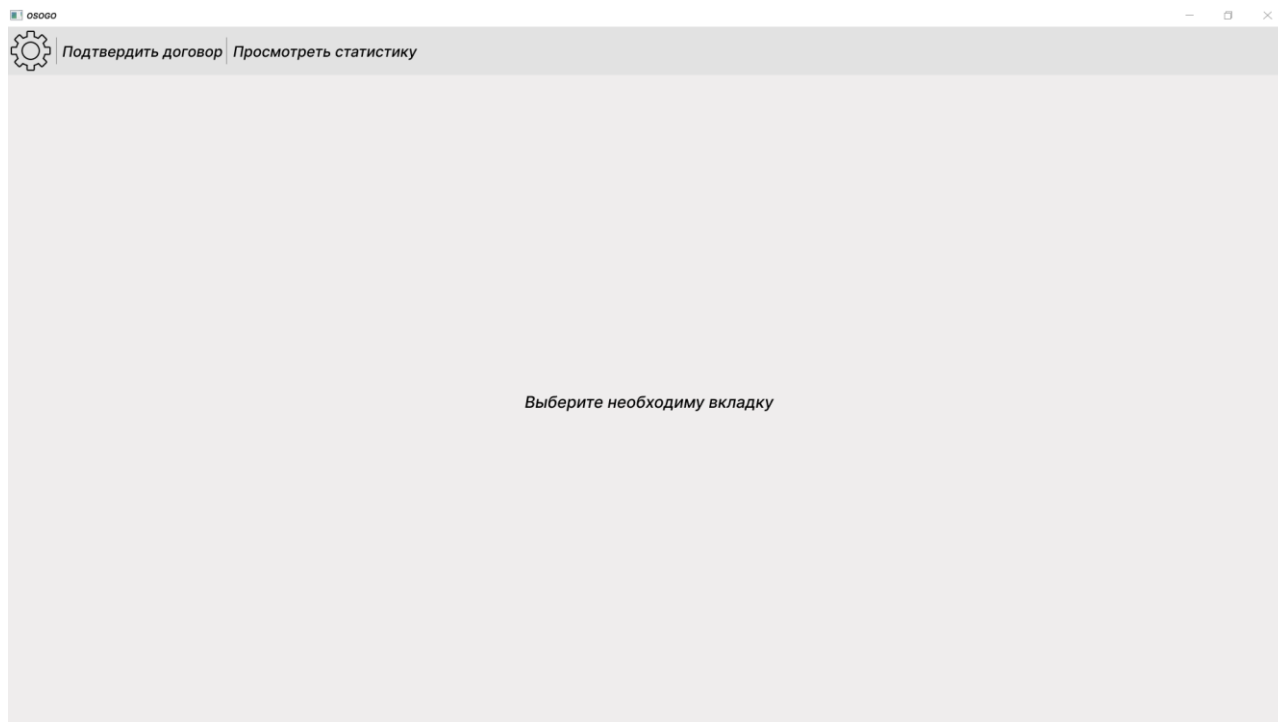 OSOGO
Подтвердить договор Просмотреть статистику
Выберите необходиму вкладку